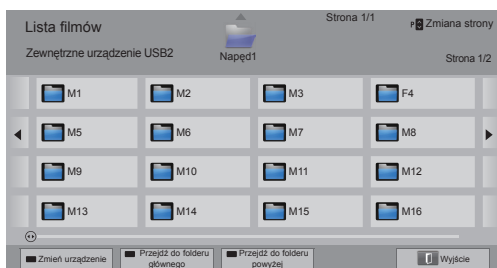 Lista filmów
Strona 1/1
P Zmiana strony
Zewnętrzne urządzenie USB2
Napęd1
Strona 1/2
M1 M2 M3 F4
M5 M6 M7 M8
M9 M10 M11 M12
M13 M14 M15 M16
Zmień urządzenie
Przejdź do folderu
głównego
Przejdź do folderu
powyżej
Wyjście